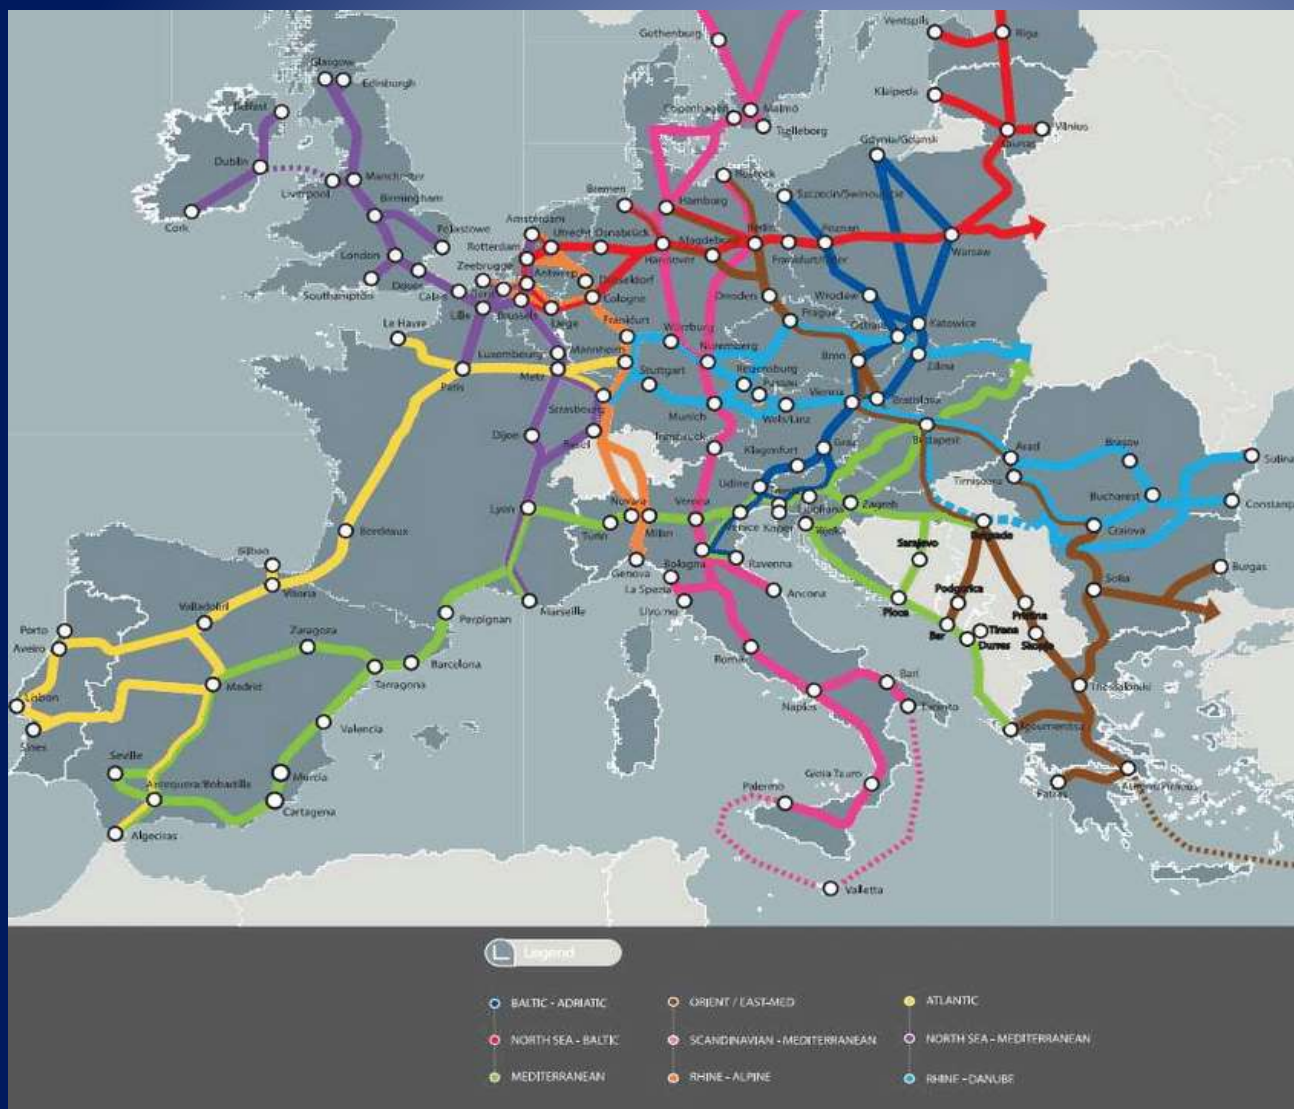 Gothenburg
Ventspils
Riga
Glasgow
Edinburgh
Klaipeda
Belfast
Copenhagen
Malmö
Trelleborg
Vilnius
Kaunas
Gdynia/Gdansk
Dublin
Manchester
Liverpool
Rostock
Bremen
Szczecin/Swinoujscie
Birmingham
Hamburg
Cork
Felixstowe
Amsterdam
Utrecht
Osnabrück
Rotterdam
Magdeburg
Berlin
Poznan
London
Zeebrugge
Hannover
Frankfurt/Oder
Warsaw
Antwerp
Düsseldorf
Southampton
Dover
Calais
Gent
Cologne
Dresden
Wroclaw
Lille
Brussels
Liege
Frankfurt
Prague
Le Havre
Würzburg
Ostrava
Katowice
Luxembourg
Mannheim
Nuremberg
Brno
Metz
Stuttgart
Regensburg
Zilina
Paris
Passau
Vienna
Strasbourg
Munich
Wels/Linz
Bratislava
Dijon
Basel
Innsbruck
Klagenfurt
Graz
Budapest
Arad
Brasov
Sulina
Udine
Timisoara
Bucharest
Constanta
Lyon
Novara
Verona
Ljubljana
Zagreb
Turin
Milan
Venice
Koper
Rijeka
Belgrade
Craiova
Bordeaux
Sarajevo
Bilbao
Genova
Bologna
Ravenna
Burgas
La Spezia
Podgorica
Sofia
Vitoria
Ancona
Ploce
Valladolid
Marseille
Livorno
Pristina
Perpignan
Bar
Tirana
Porto
Zaragoza
Durres
Skopje
Aveiro
Roma
Barcelona
Madrid
Tarragona
Bari
Thessaloniki
Lisbon
Naples
Taranto
Valencia
Igoumenitsa
Sines
Seville
Murcia
Gioia Tauro
Palermo
Patras
Athens/Piraeus
Antequera/Bobadilla
Cartagena
Algeciras
Valletta
Legend
BALTIC - ADRIATIC
ORIENT / EAST-MED
ATLANTIC
NORTH SEA - BALTIC
SCANDINAVIAN - MEDITERRANEAN
NORTH SEA - MEDITERRANEAN
MEDITERRANEAN
RHINE - ALPINE
RHINE - DANUBE